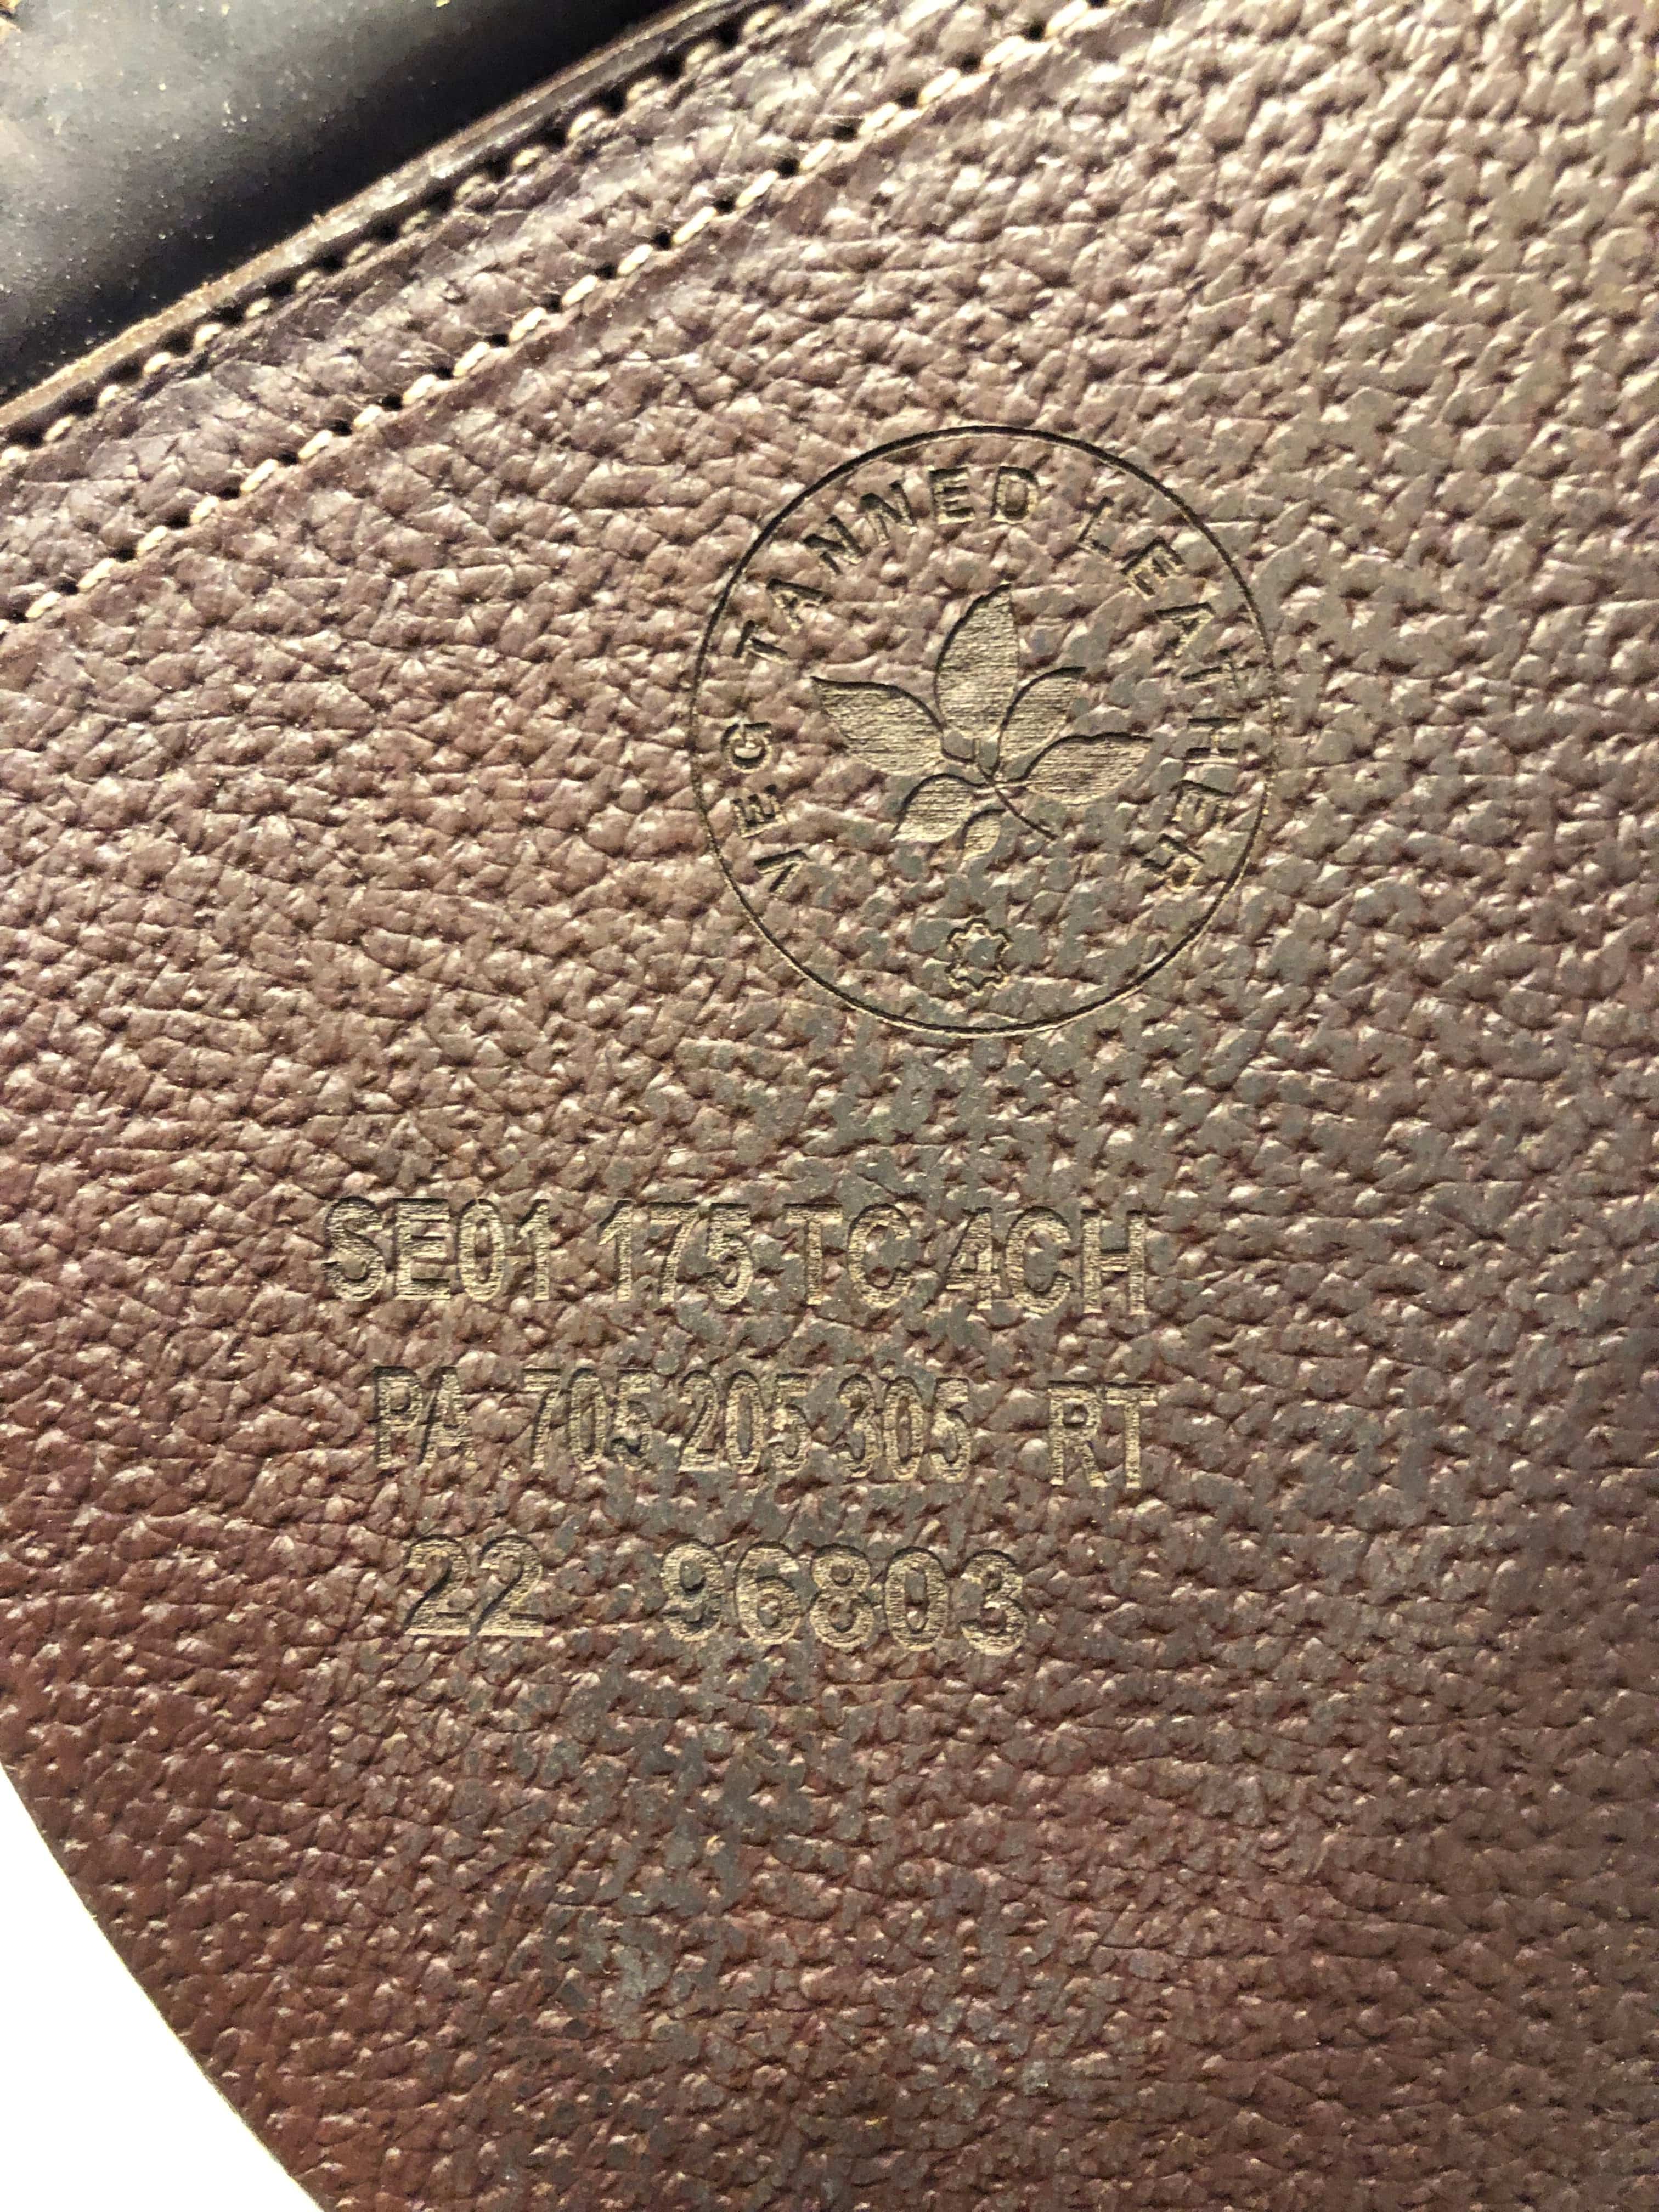 VEG TANNED LEATHER
SE01 175 TC 4CH
PA 705 205 305 RT
22 96803